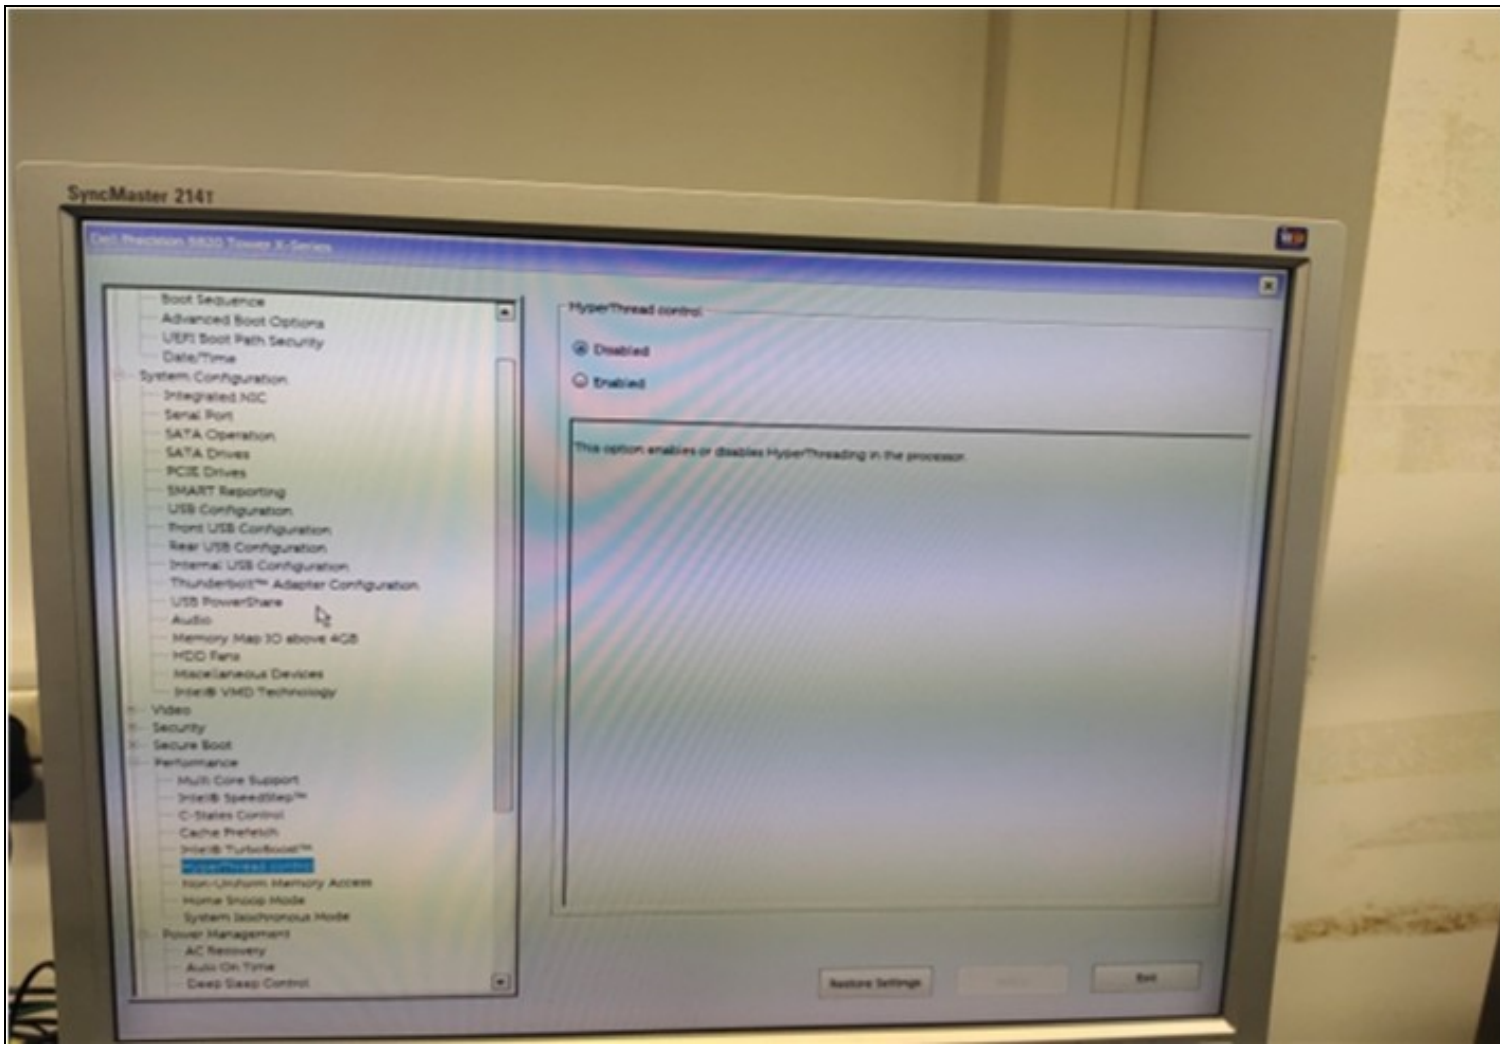 SyncMaster 214T
Dell Precision 5820 Tower X-Series
Boot Sequence
Advanced Boot Options
UEFI Boot Path Security
Date/Time
System Configuration
Integrated NIC
Serial Port
SATA Operation
SATA Drives
PCIE Drives
SMART Reporting
USB Configuration
Front USB Configuration
Rear USB Configuration
Internal USB Configuration
Thunderbolt™ Adapter Configuration
USB PowerShare
Audio
Memory Map IO above 4GB
HDD Fans
Miscellaneous Devices
Intel® VMD Technology
Video
Security
Secure Boot
Performance
Multi Core Support
Intel® SpeedStep™
C-States Control
Cache Prefetch
Intel® TurboBoost™
HyperThread control
Non-Uniform Memory Access
Home Snoop Mode
System Isochronous Mode
Power Management
AC Recovery
Auto On Time
Deep Sleep Control
HyperThread control
Disabled
Enabled
This option enables or disables HyperThreading in the processor.
Restore Settings
Exit